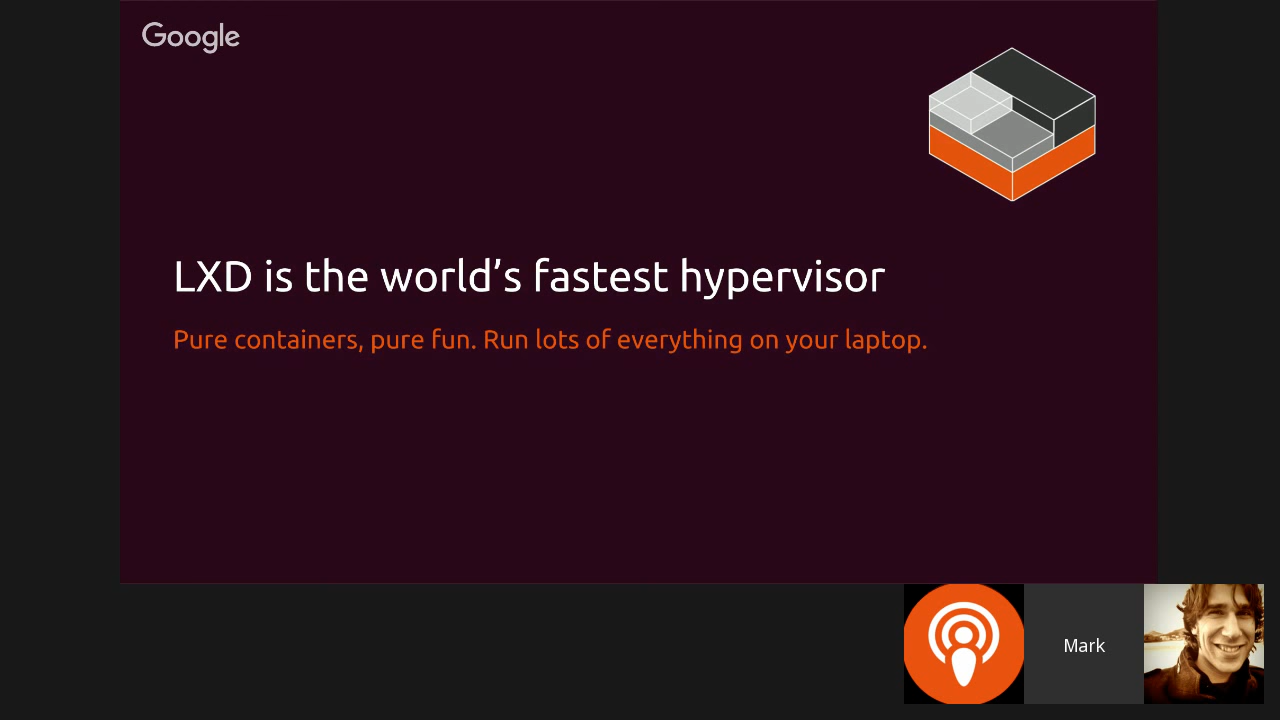 Google
LXD is the world’s fastest hypervisor
Pure containers, pure fun. Run lots of everything on your laptop.
Mark